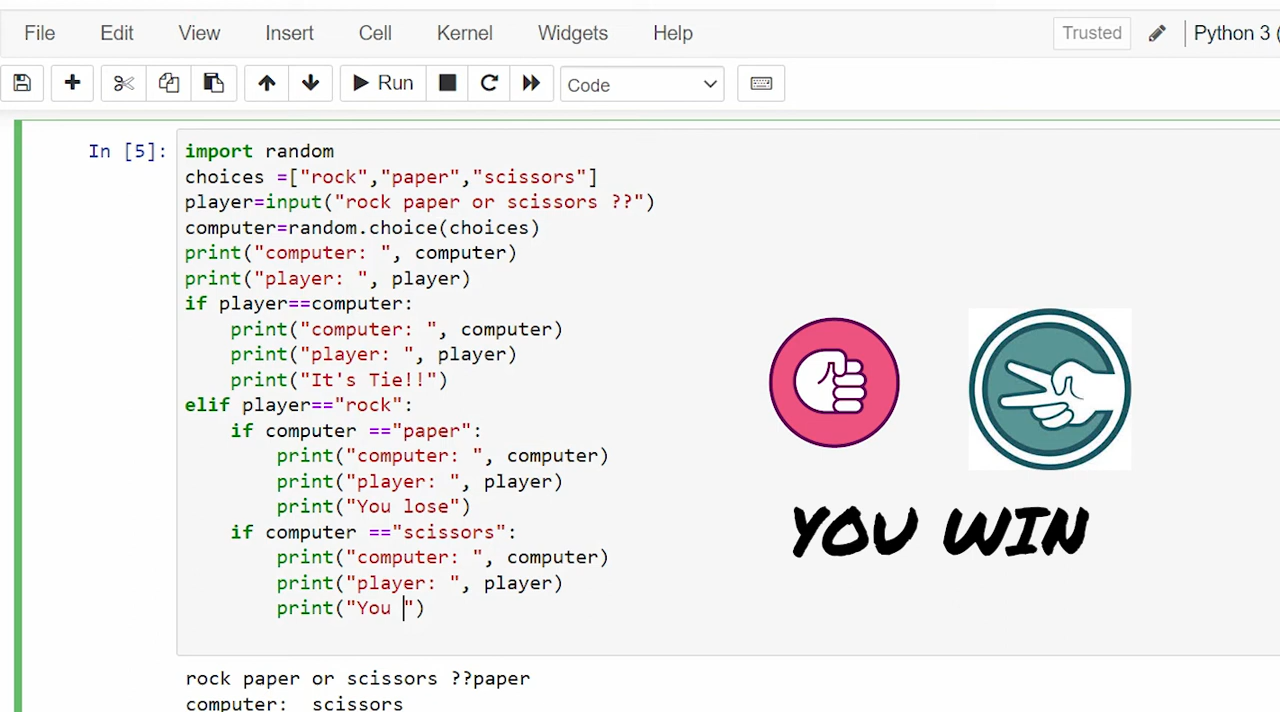 File Edit View Insert Cell Kernel Widgets Help Trusted Python 3 (
Run Code
In [5]:
import random
choices =["rock","paper","scissors"]
player=input("rock paper or scissors ??")
computer=random.choice(choices)
print("computer: ", computer)
print("player: ", player)
if player==computer:
    print("computer: ", computer)
    print("player: ", player)
    print("It's Tie!!")
elif player=="rock":
    if computer =="paper":
        print("computer: ", computer)
        print("player: ", player)
        print("You lose")
    if computer =="scissors":
        print("computer: ", computer)
        print("player: ", player)
        print("You ")
YOU WIN
rock paper or scissors ??paper
computer:  scissors